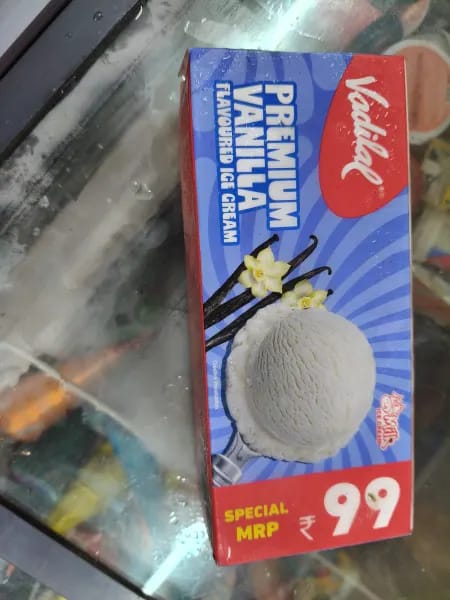 Vadilal
PREMIUM
VANILLA
FLAVOURED ICE CREAM
SPECIAL
MRP
₹ 99